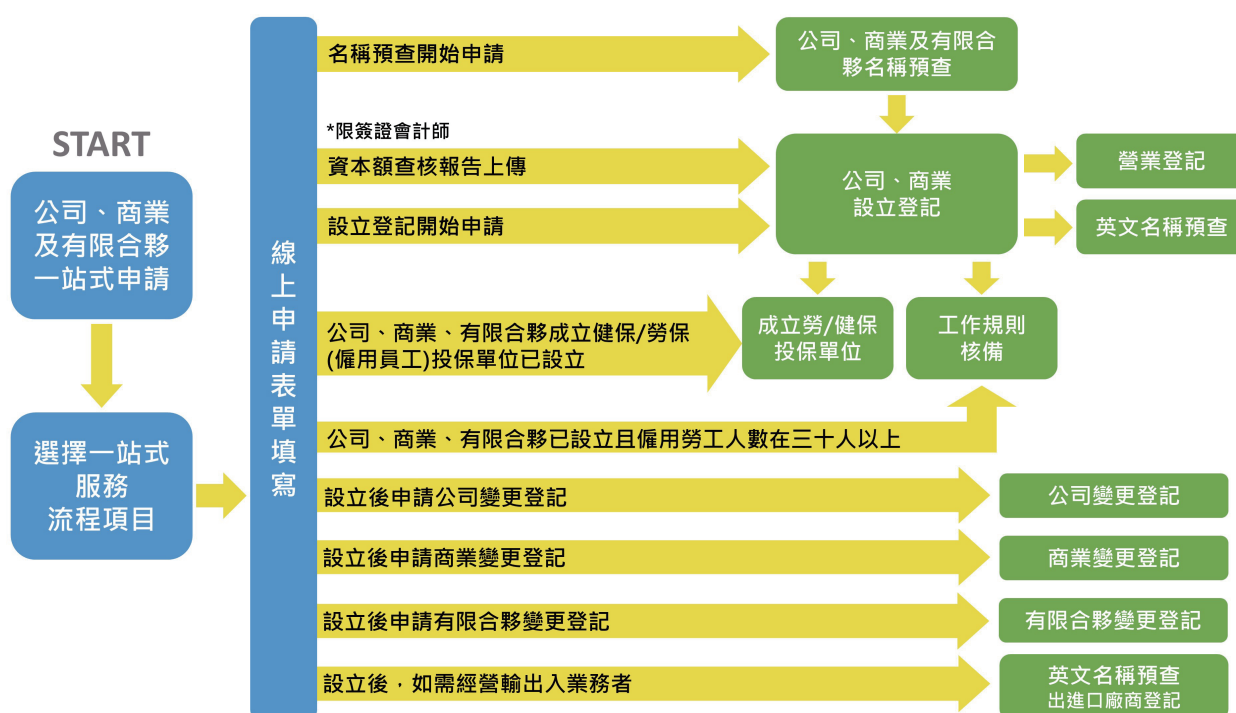 START
公司、商業
及有限合夥
一站式申請
選擇一站式
服務
流程項目
線上申請表單填寫
名稱預查開始申請
公司、商業及有限合
夥名稱預查
*限簽證會計師
資本額查核報告上傳
設立登記開始申請
公司、商業
設立登記
營業登記
英文名稱預查
公司、商業、有限合夥成立健保/勞保
(僱用員工)投保單位已設立
成立勞/健保
投保單位
工作規則
核備
公司、商業、有限合夥已設立且僱用勞工人數在三十人以上
設立後申請公司變更登記
公司變更登記
設立後申請商業變更登記
商業變更登記
設立後申請有限合夥變更登記
有限合夥變更登記
設立後，如需經營輸出入業務者
英文名稱預查
出進口廠商登記